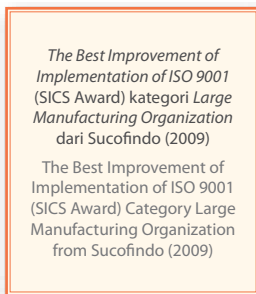 The Best Improvement of
Implementation of ISO 9001
(SICS Award) kategori Large
Manufacturing Organization
dari Sucofindo (2009)
The Best Improvement of
Implementation of ISO 9001
(SICS Award) Category Large
Manufacturing Organization
from Sucofindo (2009)